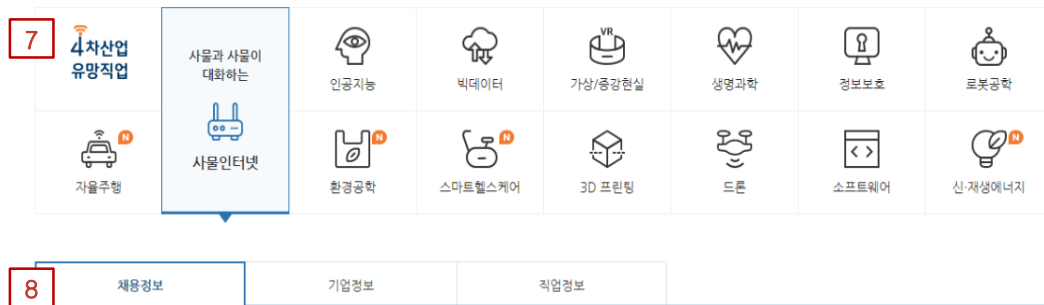 7
4차산업
유망직업
사물과 사물이
대화하는
사물인터넷
인공지능
빅데이터
VR
가상/증강현실
생명과학
정보보호
로봇공학
N
자율주행
N
환경공학
N
스마트헬스케어
3D 프린팅
드론
소프트웨어
N
신·재생에너지
8
채용정보
기업정보
직업정보